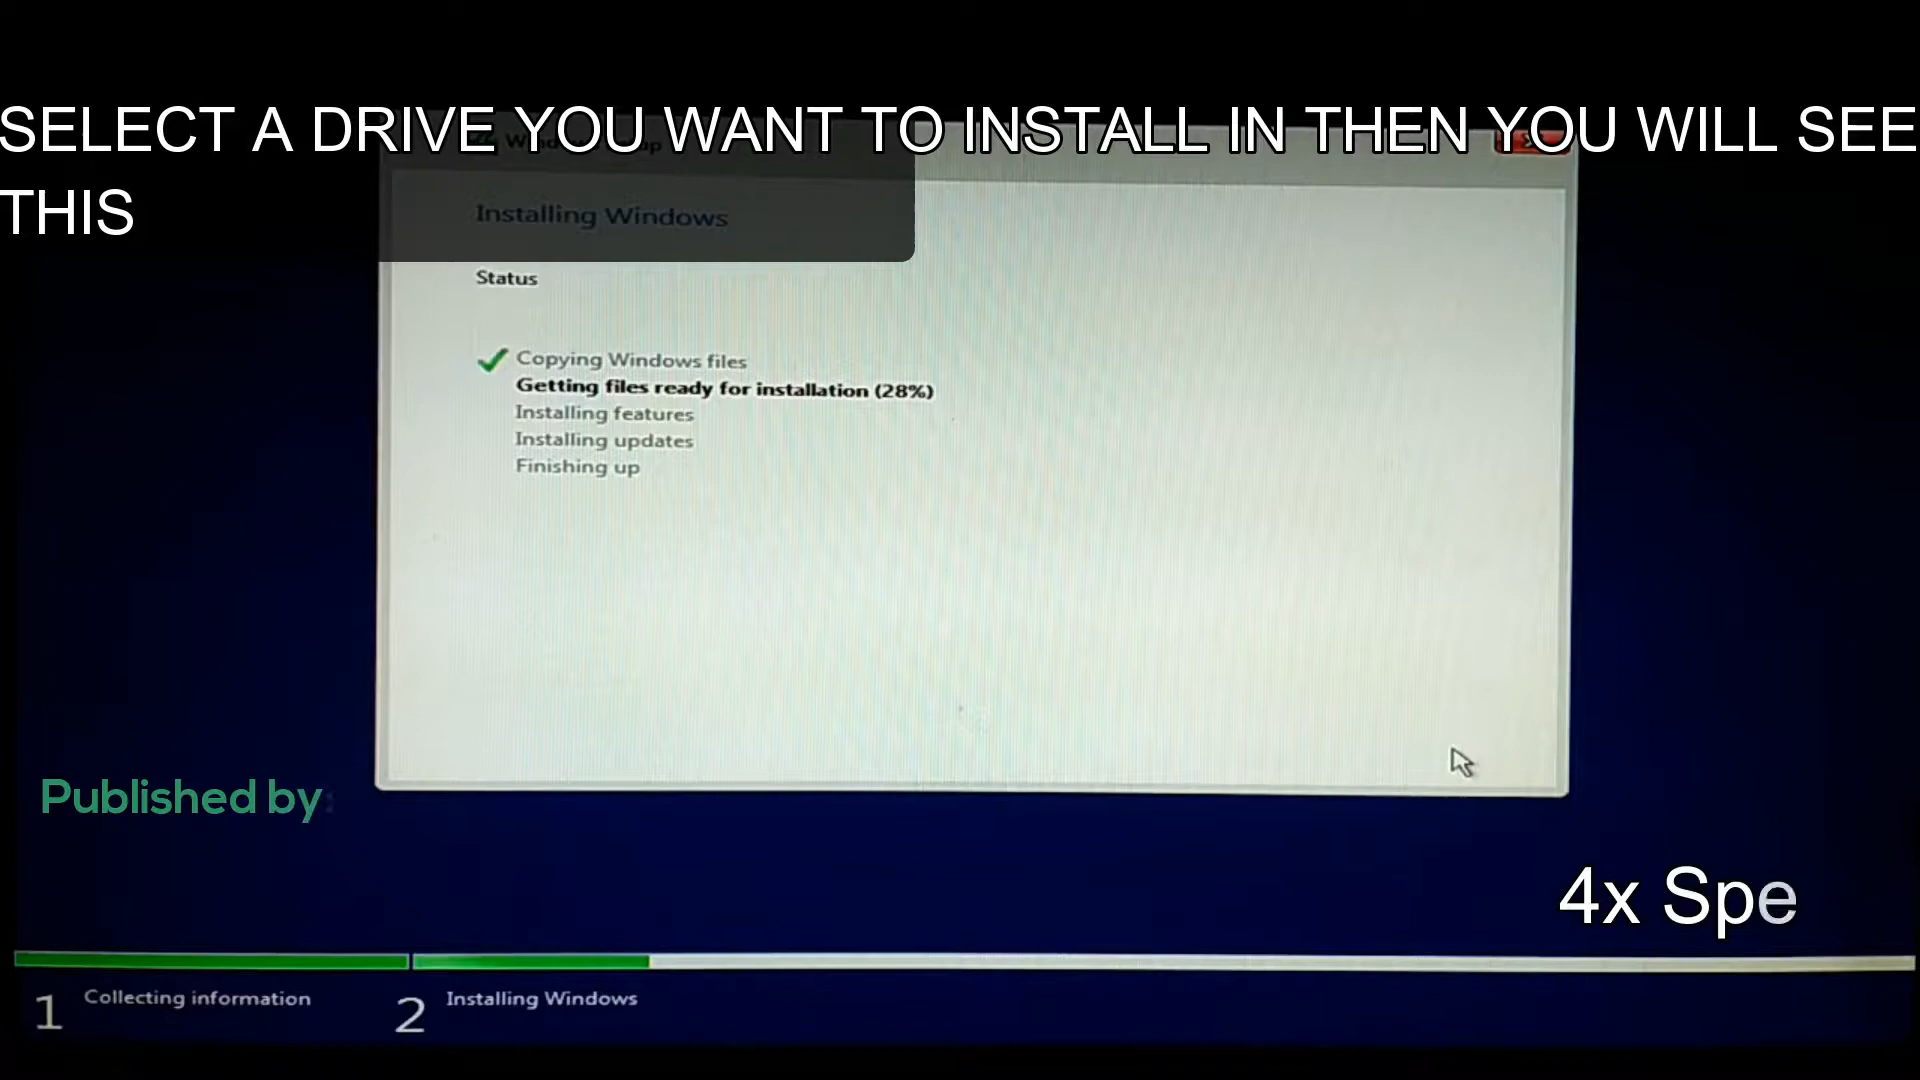 SELECT A DRIVE YOU WANT TO INSTALL IN THEN YOU WILL SEE
THIS
Installing Windows
Status
Copying Windows files
Getting files ready for installation (28%)
Installing features
Installing updates
Finishing up
Published by
4x Spe
1 Collecting information
2 Installing Windows